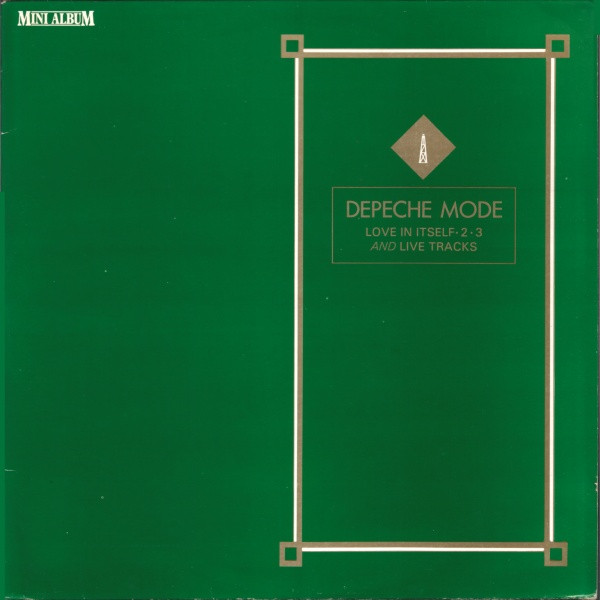 MINI ALBUM
DEPECHE MODE
LOVE IN ITSELF·2·3
AND LIVE TRACKS